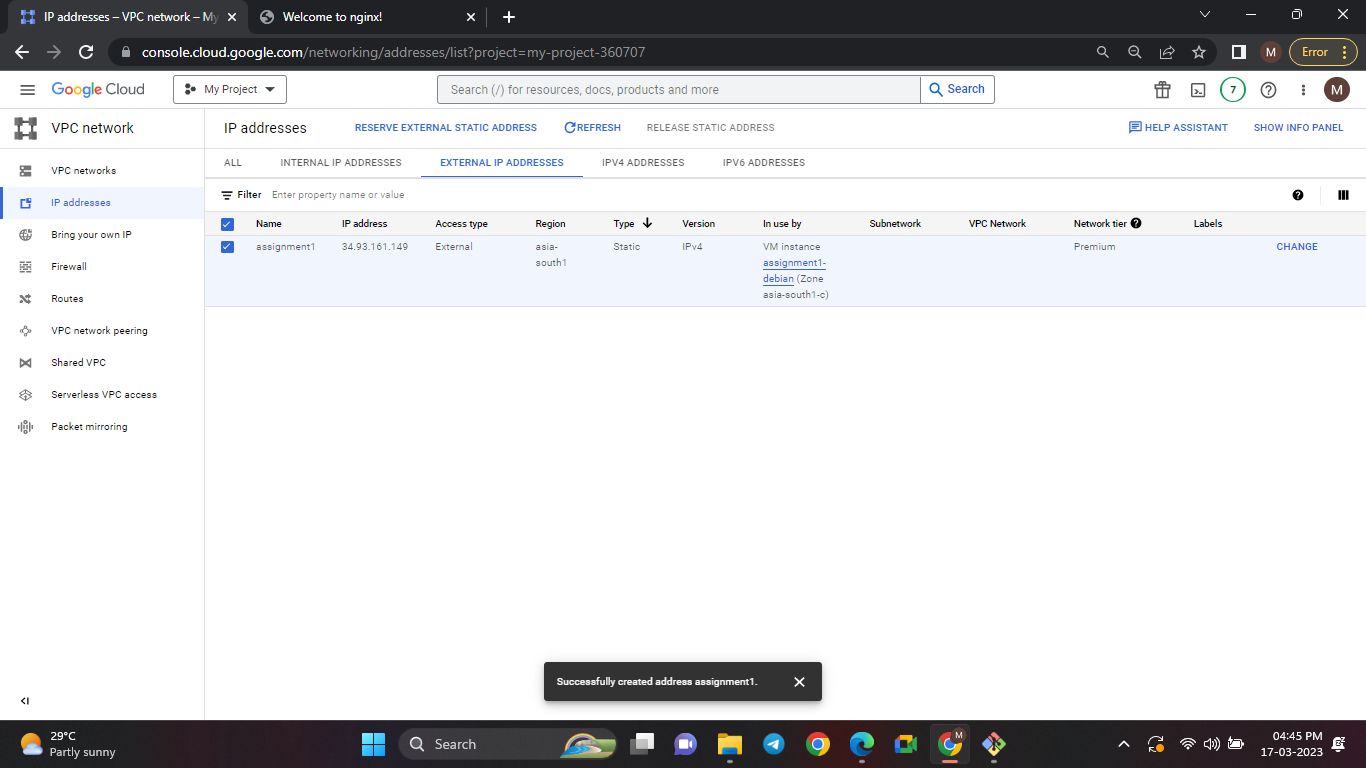 IP addresses – VPC network – My
Welcome to nginx!
console.cloud.google.com/networking/addresses/list?project=my-project-360707
M
Error
Google Cloud
My Project
Search (/) for resources, docs, products and more
Search
7
M
VPC network
IP addresses
RESERVE EXTERNAL STATIC ADDRESS
REFRESH
RELEASE STATIC ADDRESS
HELP ASSISTANT
SHOW INFO PANEL
VPC networks
IP addresses
Bring your own IP
Firewall
Routes
VPC network peering
Shared VPC
Serverless VPC access
Packet mirroring
ALL
INTERNAL IP ADDRESSES
EXTERNAL IP ADDRESSES
IPV4 ADDRESSES
IPV6 ADDRESSES
Filter
Enter property name or value
Name IP address Access type Region Type Version In use by Subnetwork VPC Network Network tier Labels
assignment1 34.93.161.149 External asia- Static IPv4 VM instance Premium CHANGE
south1 assignment1-
debian (Zone
asia-south1-c)
Successfully created address assignment1.
29°C
Partly sunny
Search
M
04:45 PM
17-03-2023